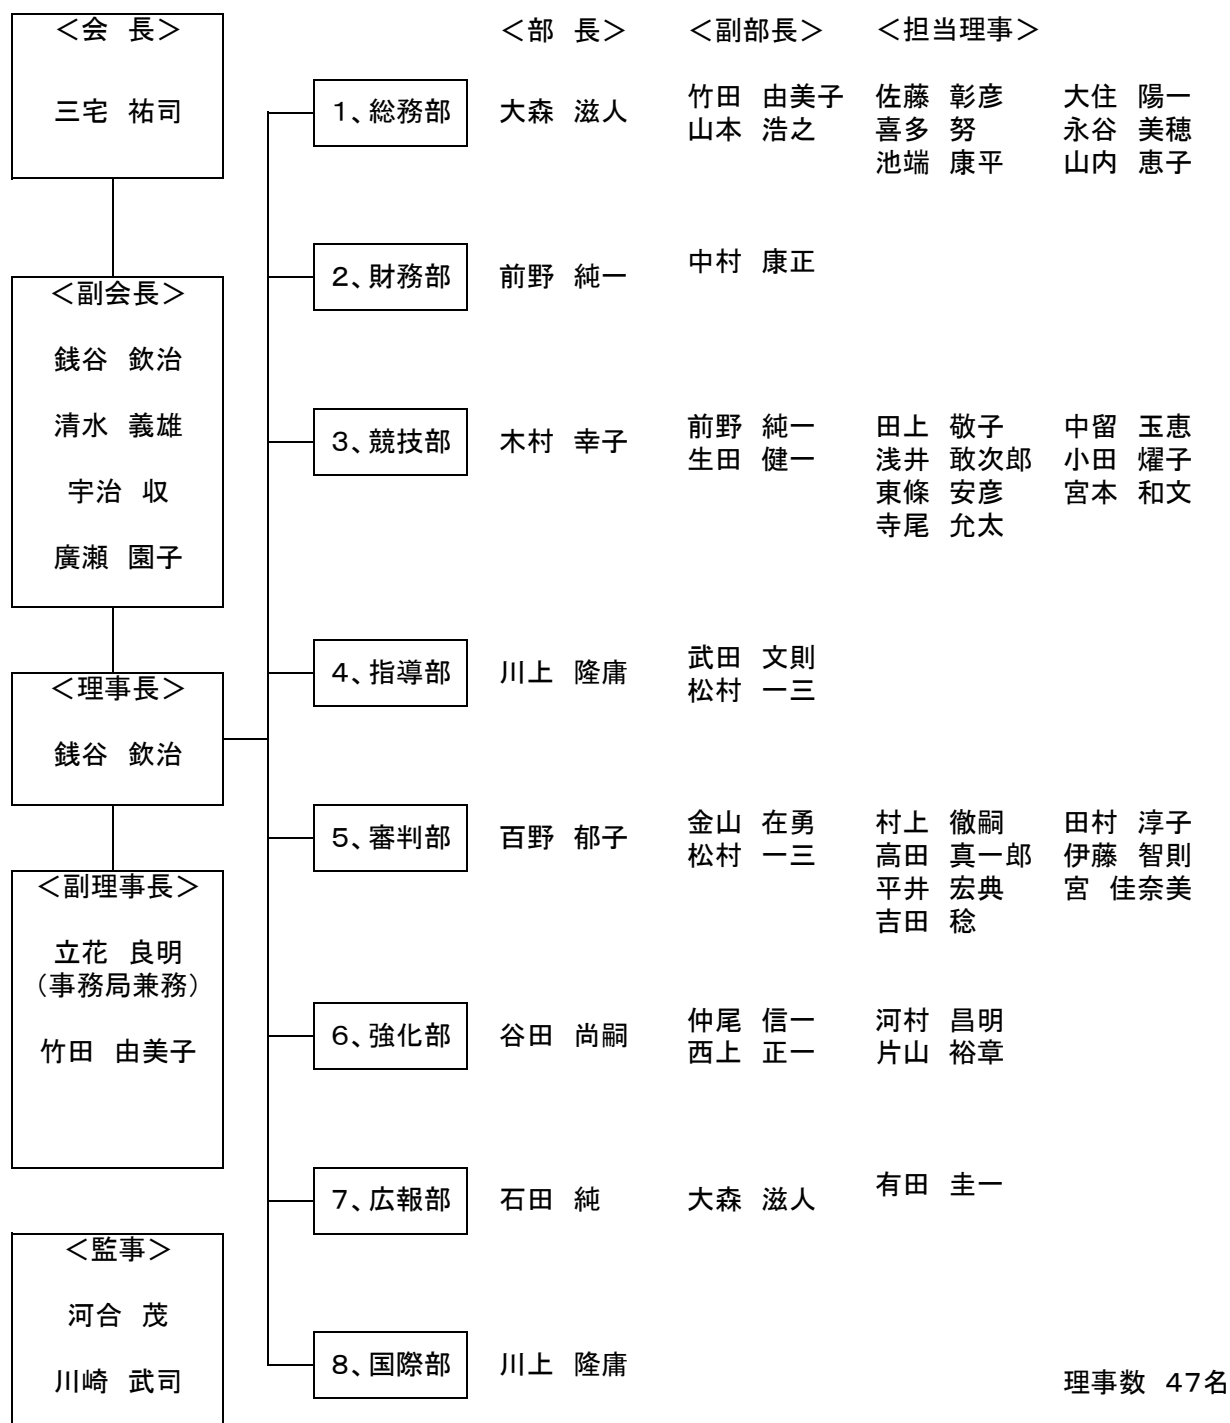 ＜会　長＞
三宅　祐司
＜副会長＞
銭谷　欽治
清水　義雄
宇治　収
廣瀬　園子
＜理事長＞
銭谷　欽治
＜副理事長＞
立花　良明
（事務局兼務）
竹田　由美子
＜監事＞
河合　茂
川崎　武司
＜部　長＞　＜副部長＞　＜担当理事＞
1、総務部　大森　滋人
竹田　由美子　佐藤　彰彦　大住　陽一
山本　浩之　喜多　努　永谷　美穂
池端　康平　山内　恵子
2、財務部　前野　純一　中村　康正
3、競技部　木村　幸子
前野　純一　田上　敬子　中留　玉恵
生田　健一　浅井　敢次郎　小田　燿子
東條　安彦　宮本　和文
寺尾　允太
4、指導部　川上　隆庸
武田　文則
松村　一三
5、審判部　百野　郁子
金山　在勇　村上　徹嗣　田村　淳子
松村　一三　高田　真一郎　伊藤　智則
平井　宏典　宮　佳奈美
吉田　稔
6、強化部　谷田　尚嗣
仲尾　信一　河村　昌明
西上　正一　片山　裕章
7、広報部　石田　純　大森　滋人　有田　圭一
8、国際部　川上　隆庸
理事数　47名